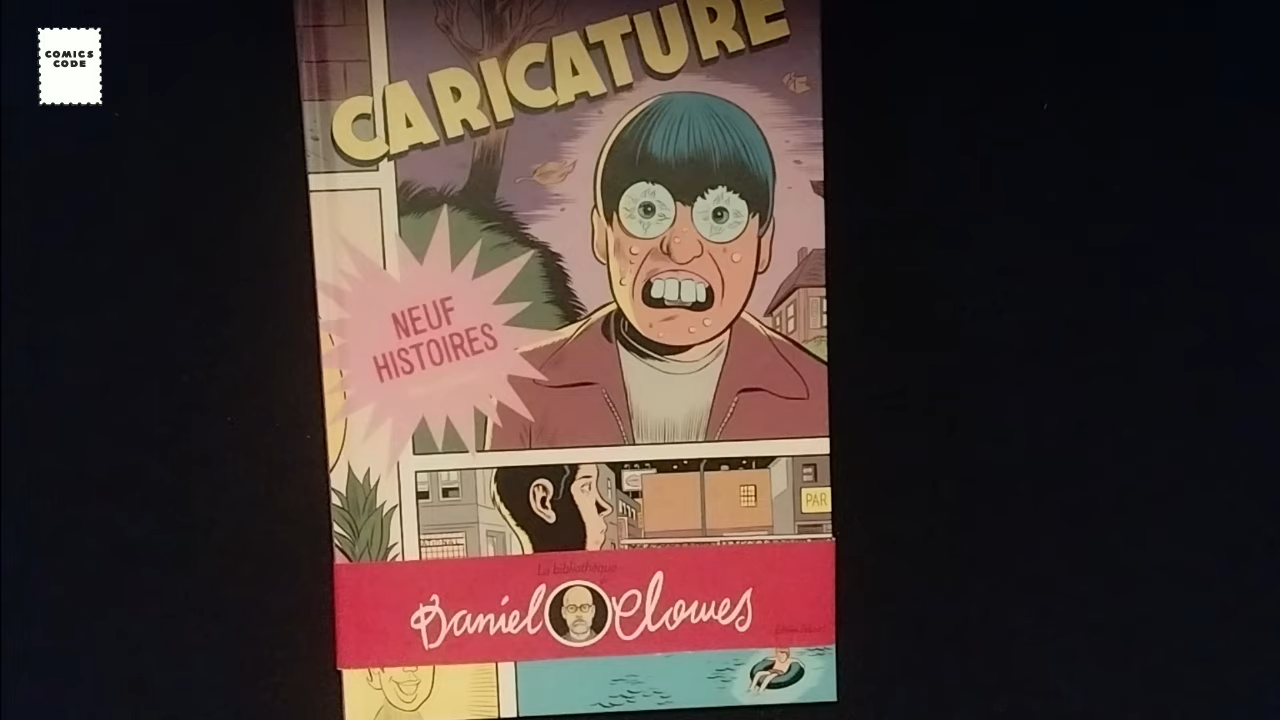 COMICS
CODE
CARICATURE
NEUF
HISTOIRES
PAR
La bibliothèque
Daniel Clowes